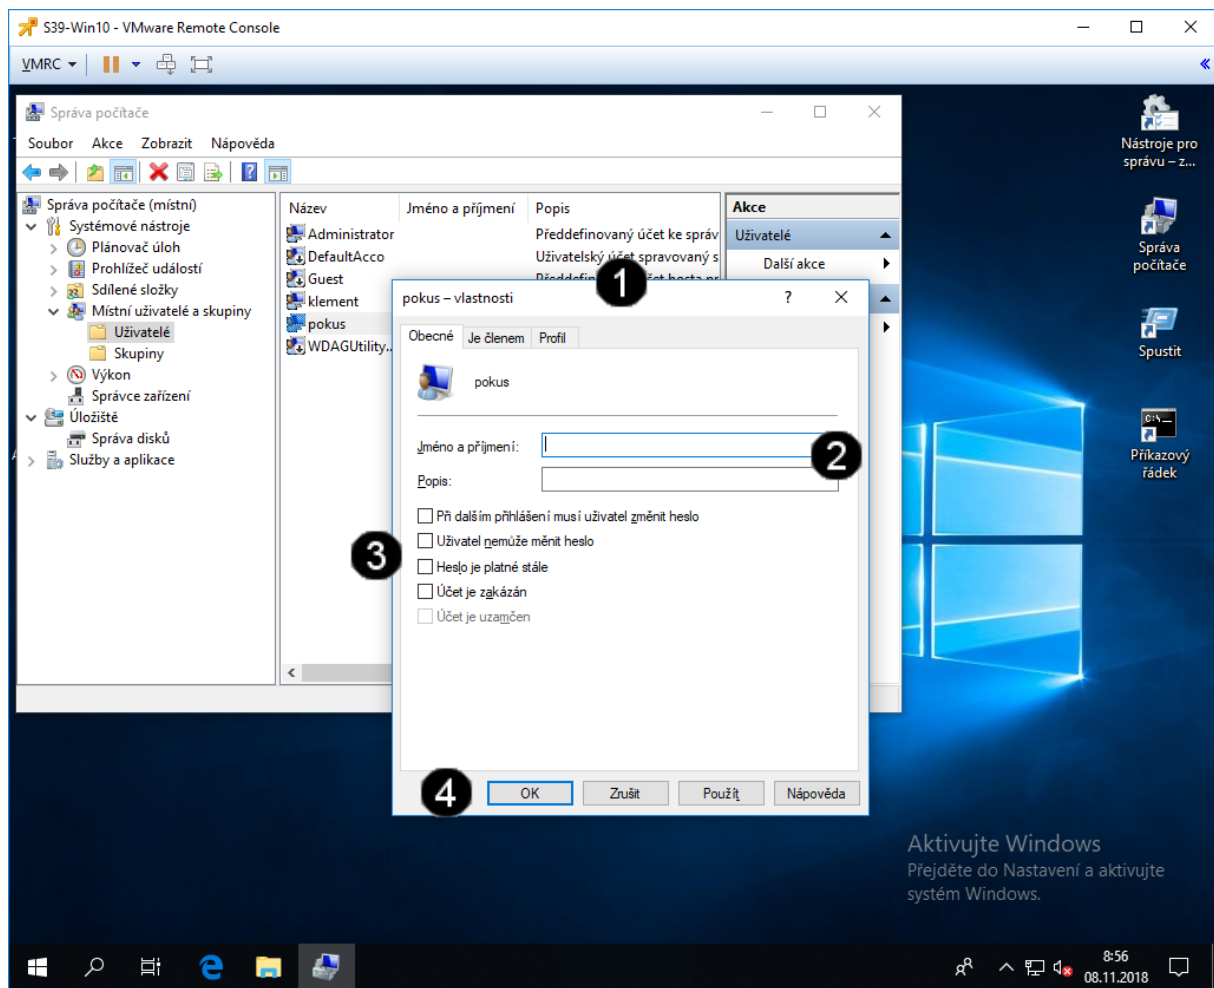 S39-Win10 - VMware Remote Console
VMRC
Správa počítače
Soubor Akce Zobrazit Nápověda
Správa počítače (místní)
Systémové nástroje
Plánovač úloh
Prohlížeč událostí
Sdílené složky
Místní uživatelé a skupiny
Uživatelé
Skupiny
Výkon
Správce zařízení
Úložiště
Správa disků
Služby a aplikace
Název Jméno a příjmení Popis
Administrator Předdefinovaný účet ke správ
DefaultAcco Uživatelský účet spravovaný s
Guest
klement
pokus
WDAGUtility...
Akce
Uživatelé
Další akce
1
pokus – vlastnosti
?
Obecné Je členem Profil
pokus
Jméno a příjmení:
2
Popis:
Při dalším přihlášení musí uživatel změnit heslo
Uživatel nemůže měnit heslo
3
Heslo je platné stále
Účet je zakázán
Účet je uzamčen
4
OK Zrušit Použít Nápověda
Nástroje pro
správu – z...
Správa
počítače
Spustit
C:\
Příkazový
řádek
Aktivujte Windows
Přejděte do Nastavení a aktivujte
systém Windows.
8:56
08.11.2018